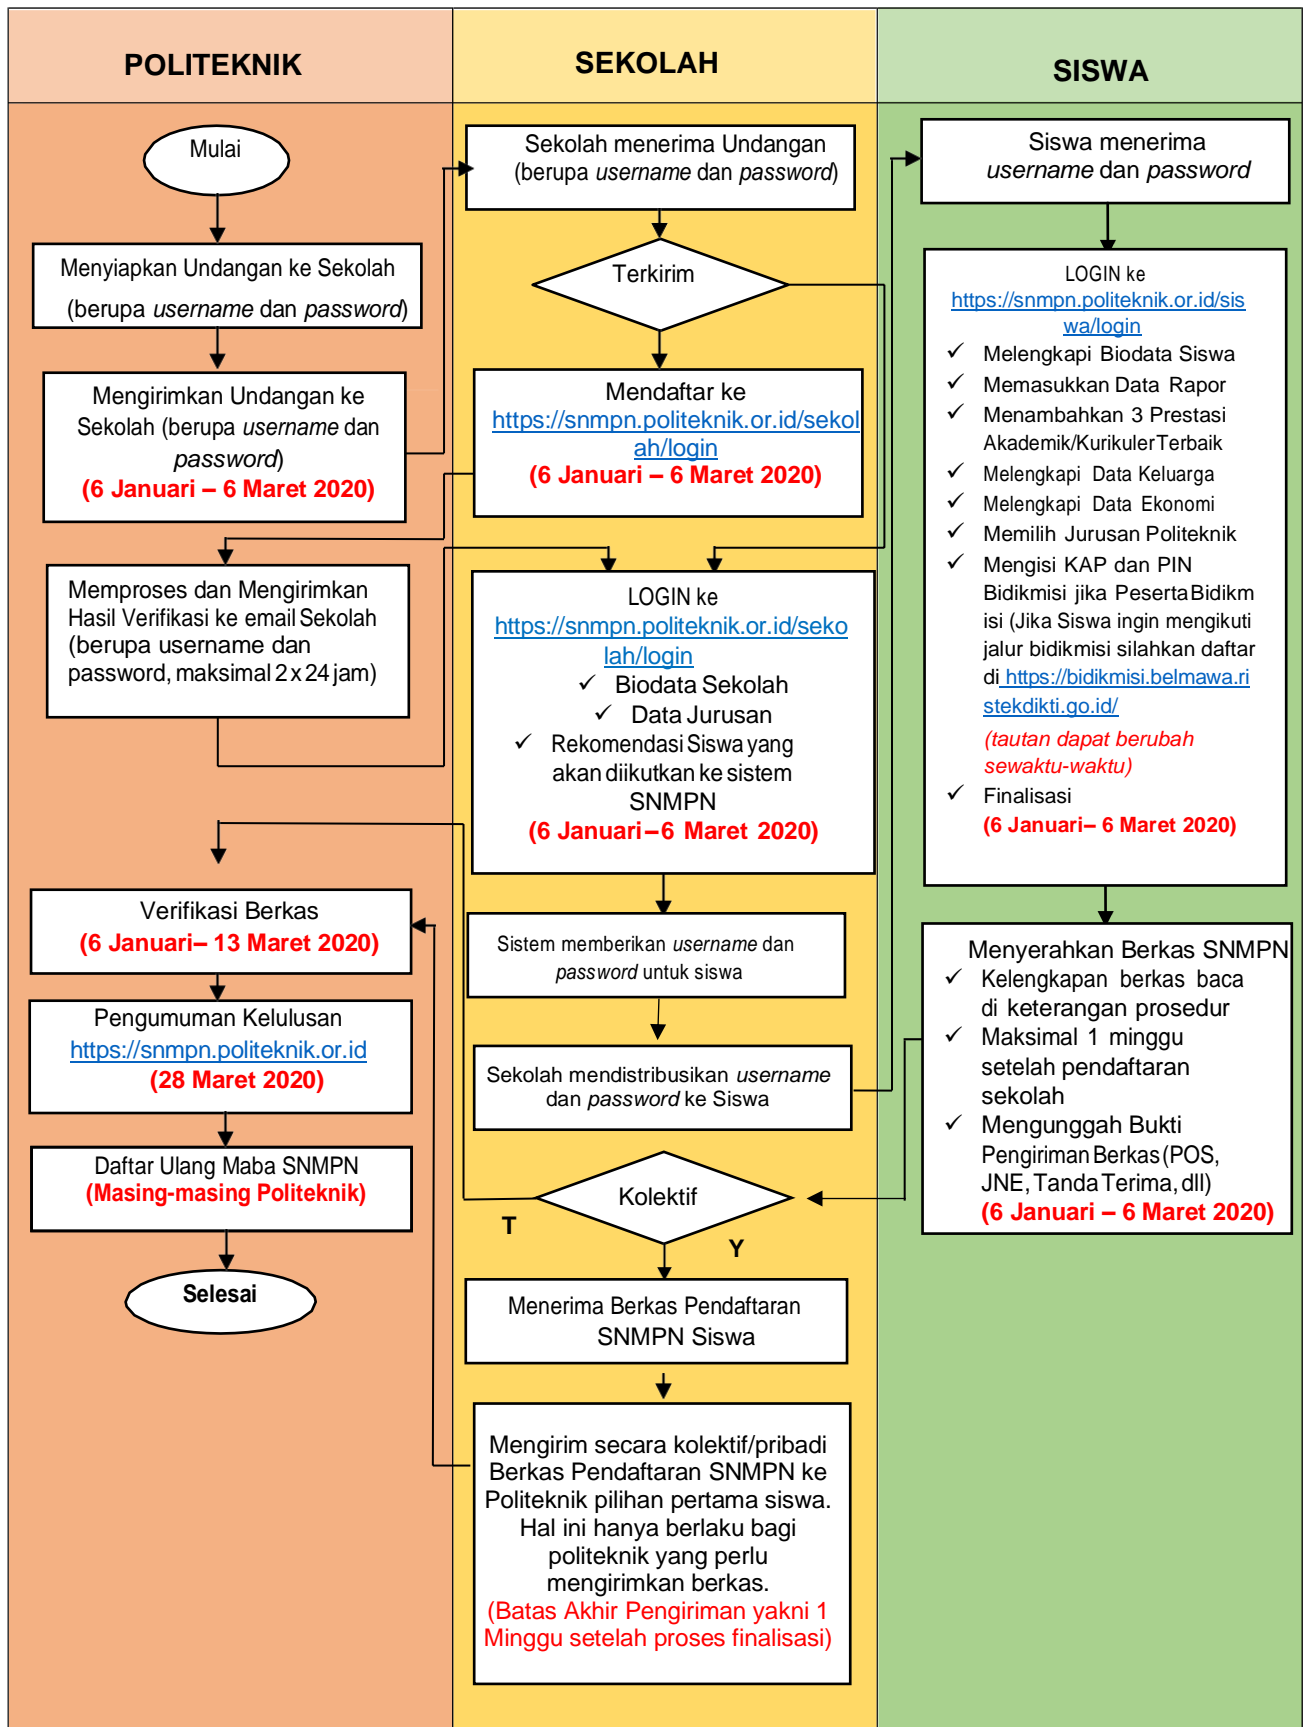 POLITEKNIK
Mulai
Menyiapkan Undangan ke Sekolah
(berupa username dan password)
Mengirimkan Undangan ke
Sekolah (berupa username dan
password)
(6 Januari – 6 Maret 2020)
Memproses dan Mengirimkan
Hasil Verifikasi ke email Sekolah
(berupa username dan
password, maksimal 2 x 24 jam)
Verifikasi Berkas
(6 Januari– 13 Maret 2020)
Pengumuman Kelulusan
https://snmpn.politeknik.or.id
(28 Maret 2020)
Daftar Ulang Maba SNMPN
(Masing-masing Politeknik)
Selesai
SEKOLAH
Sekolah menerima Undangan
(berupa username dan password)
Terkirim
Mendaftar ke
https://snmpn.politeknik.or.id/sekol
ah/login
(6 Januari – 6 Maret 2020)
LOGIN ke
https://snmpn.politeknik.or.id/seko
lah/login
✓ Biodata Sekolah
✓ Data Jurusan
✓ Rekomendasi Siswa yang
akan diikutkan ke sistem
SNMPN
(6 Januari – 6 Maret 2020)
Sistem memberikan username dan
password untuk siswa
Sekolah mendistribusikan username
dan password ke Siswa
Kolektif
T
Y
Menerima Berkas Pendaftaran
SNMPN Siswa
Mengirim secara kolektif/pribadi
Berkas Pendaftaran SNMPN ke
Politeknik pilihan pertama siswa.
Hal ini hanya berlaku bagi
politeknik yang perlu
mengirimkan berkas.
(Batas Akhir Pengiriman yakni 1
Minggu setelah proses finalisasi)
SISWA
Siswa menerima
username dan password
LOGIN ke
https://snmpn.politeknik.or.id/sis
wa/login
✓ Melengkapi Biodata Siswa
✓ Memasukkan Data Rapor
✓ Menambahkan 3 Prestasi
Akademik/Kurikuler Terbaik
✓ Melengkapi Data Keluarga
✓ Melengkapi Data Ekonomi
✓ Memilih Jurusan Politeknik
✓ Mengisi KAP dan PIN
Bidikmisi jika Peserta Bidikm
isi (Jika Siswa ingin mengikuti
jalur bidikmisi silahkan daftar
di https://bidikmisi.belmawa.ri
stekdikti.go.id/
(tautan dapat berubah
sewaktu-waktu)
✓ Finalisasi
(6 Januari– 6 Maret 2020)
Menyerahkan Berkas SNMPN
✓ Kelengkapan berkas baca
di keterangan prosedur
✓ Maksimal 1 minggu
setelah pendaftaran
sekolah
✓ Mengunggah Bukti
Pengiriman Berkas (POS,
JNE, Tanda Terima, dll)
(6 Januari – 6 Maret 2020)